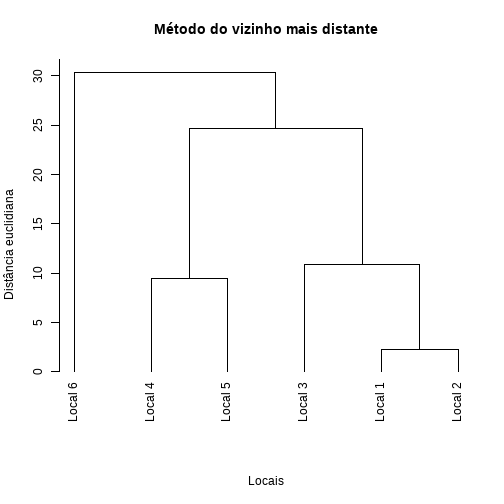 Método do vizinho mais distante
Distância euclidiana
30
25
20
15
10
5
0
Local 6
Local 4
Local 5
Local 3
Local 1
Local 2
Locais